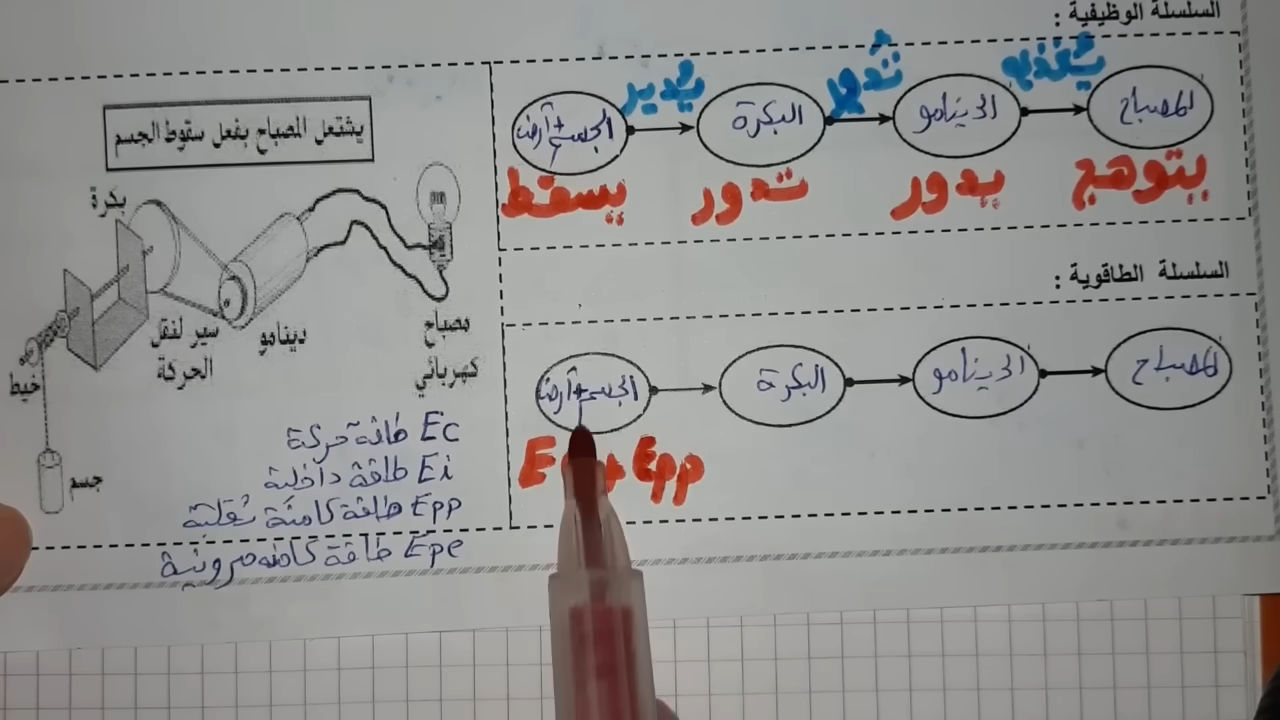 السلسلة الوظيفية :
يدير تدور يغذي
الجسم+أرض البكرة الدينامو المصباح
يسقط تدور يدور يتوهج
السلسلة الطاقوية :
الجسم+أرض البكرة الدينامو المصباح
Epp
يشتعل المصباح بفعل سقوط الجسم
بكرة
سير لنقل الحركة
دينامو
مصباح كهربائي
خيط
جسم
Ec طاقة حركية
Ei طاقة داخلية
Epp طاقة كامنة ثقلية
Epe طاقة كامنة مرونية